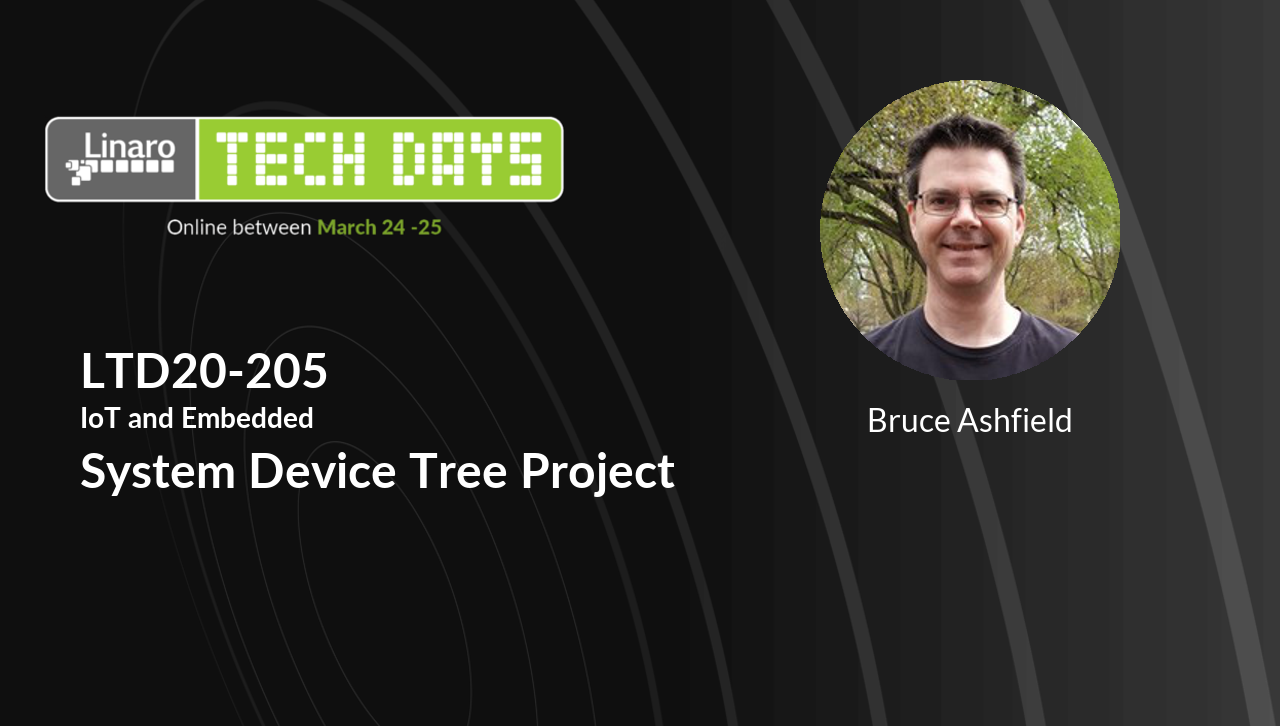 Linaro TECH DAYS
Online between March 24 -25
LTD20-205
IoT and Embedded
System Device Tree Project
Bruce Ashfield